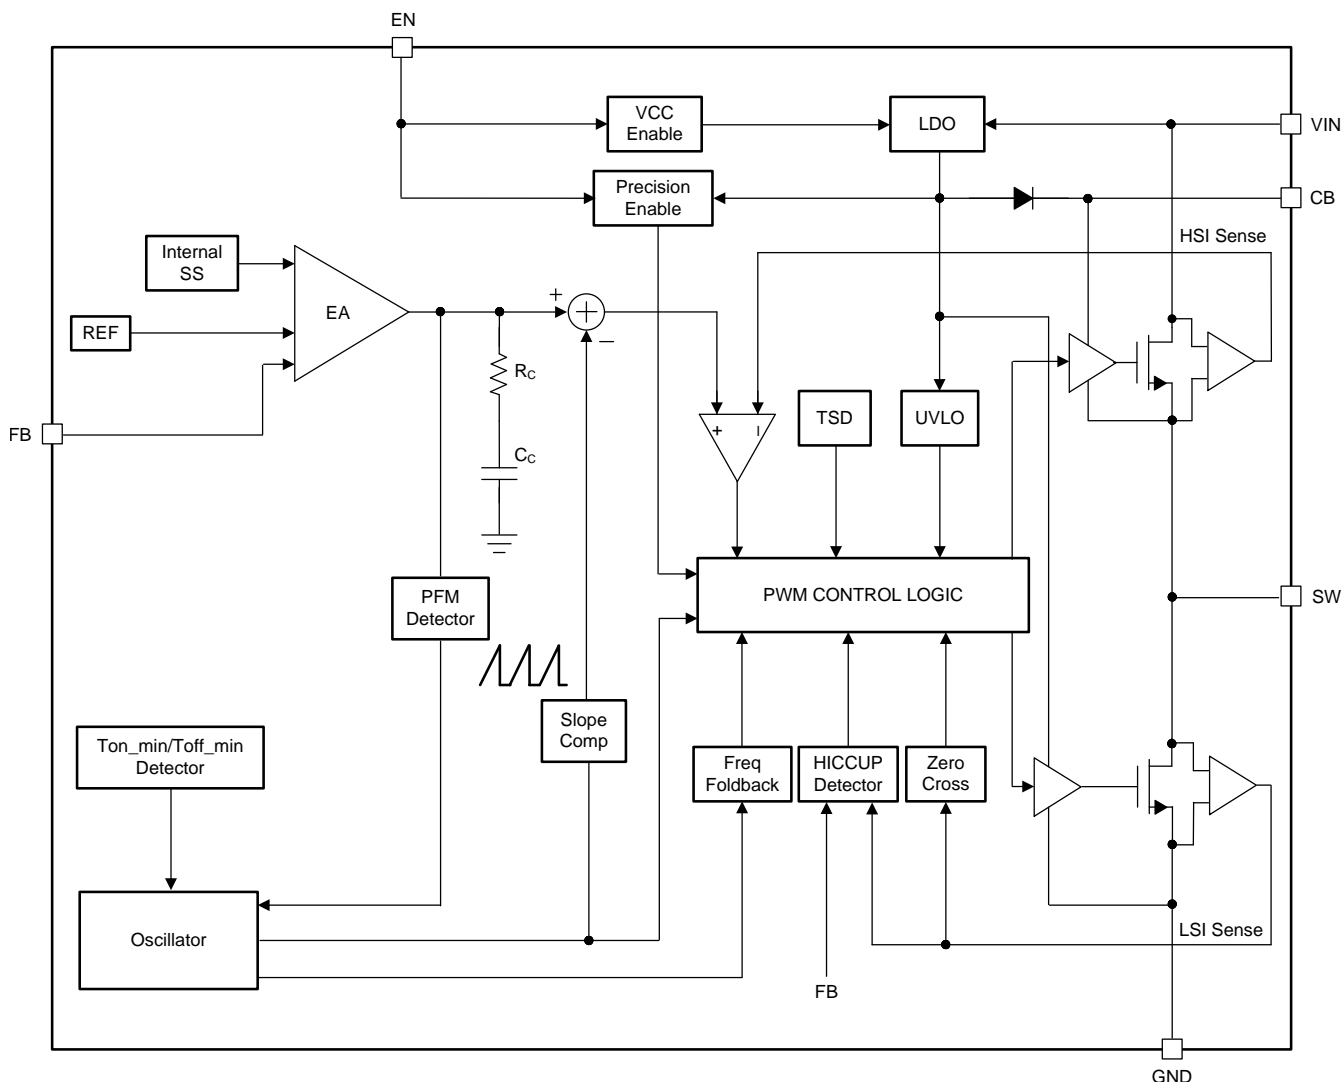 EN
VCC
Enable
LDO
VIN
Precision
Enable
CB
HSI Sense
Internal
SS
+
EA
REF
−
RC
FB
TSD
UVLO
+
−
CC
PFM
Detector
PWM CONTROL LOGIC
SW
Slope
Comp
Ton_min/Toff_min
Detector
Freq
Foldback
HICCUP
Detector
Zero
Cross
Oscillator
LSI Sense
FB
GND